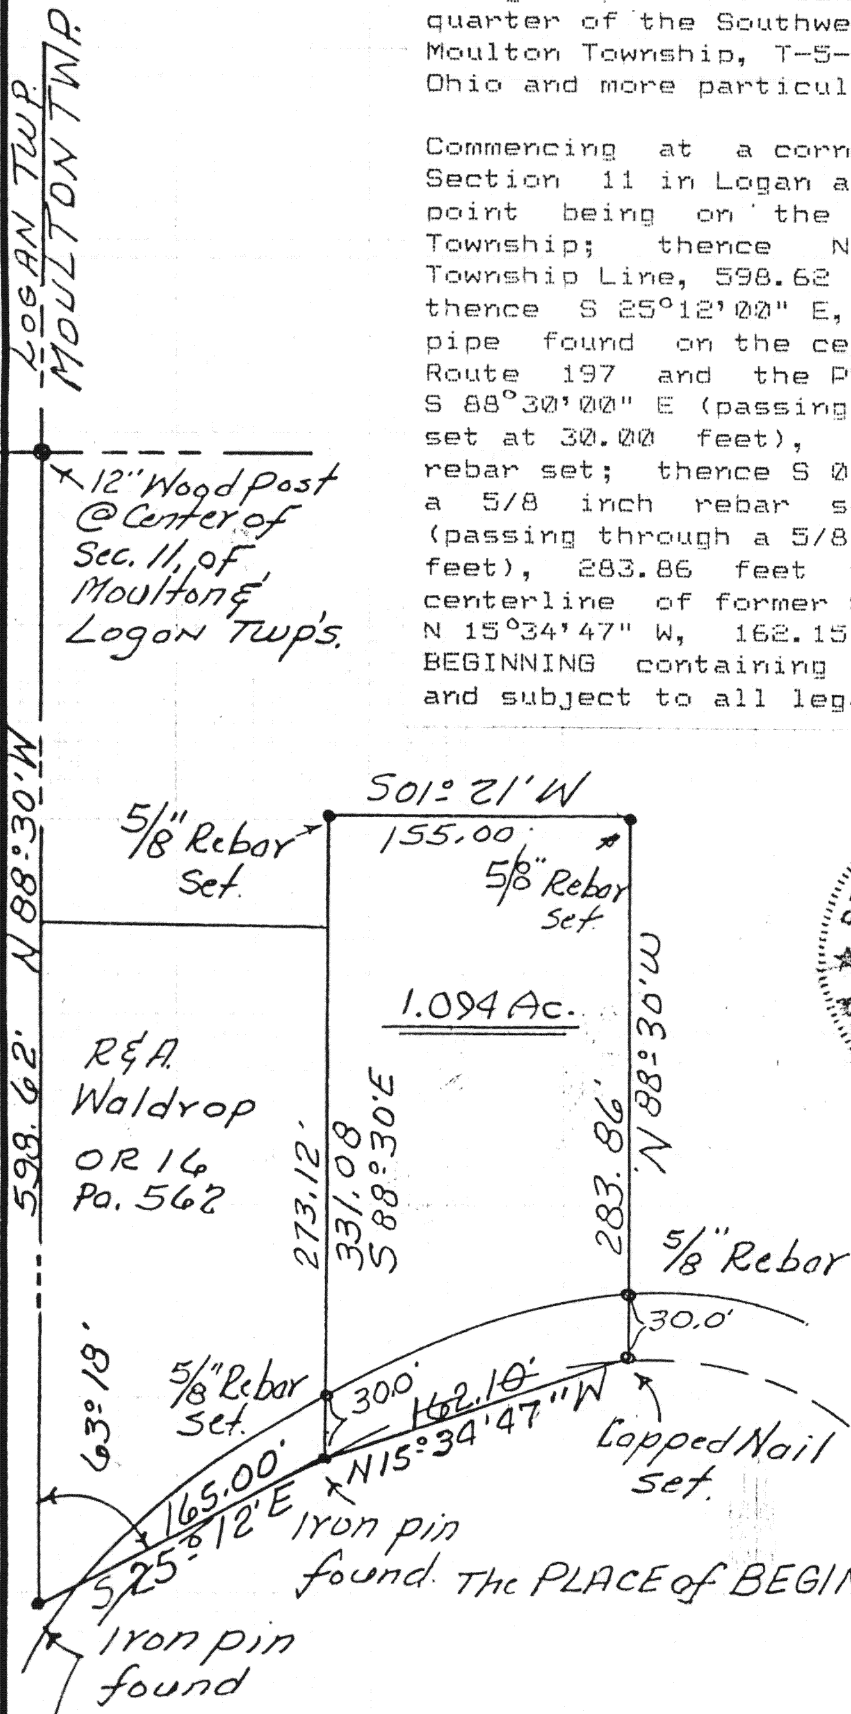 quarter of the Southwe
Moulton Township, T-5-
Ohio and more particul
Commencing at a corn
Section 11 in Logan a
point being on the
Township; thence N
Township Line, 598.62
thence S 25°12'00" E,
pipe found on the ce
Route 197 and the P
S 88°30'00" E (passing
set at 30.00 feet),
rebar set; thence S 0
a 5/8 inch rebar s
(passing through a 5/8
feet), 283.86 feet
centerline of former
N 15°34'47" W, 162.15
BEGINNING containing
and subject to all leg
LOGAN TWP.
MOULTON TWP.
12" Wood Post
@ Center of
Sec. 11, of
Moulton &
Logan Twp's.
N 88°30'W
598.62'
S01° 21' W
155.00'
5/8" Rebar
set.
5/8" Rebar
set
1.094 Ac.
R & A
Waldrop
OR 16
Pg. 562
273.12'
331.08
S 88°30'E
283.86'
N 88°30'W
5/8" Rebar
30.0'
63°18'
5/8" Rebar
set.
30.0'
162.10'
N15°34'47"W
165.00'
S 25° 12' E
Capped Nail
set.
Iron pin
found. The PLACE of BEGIN
Iron pin
found